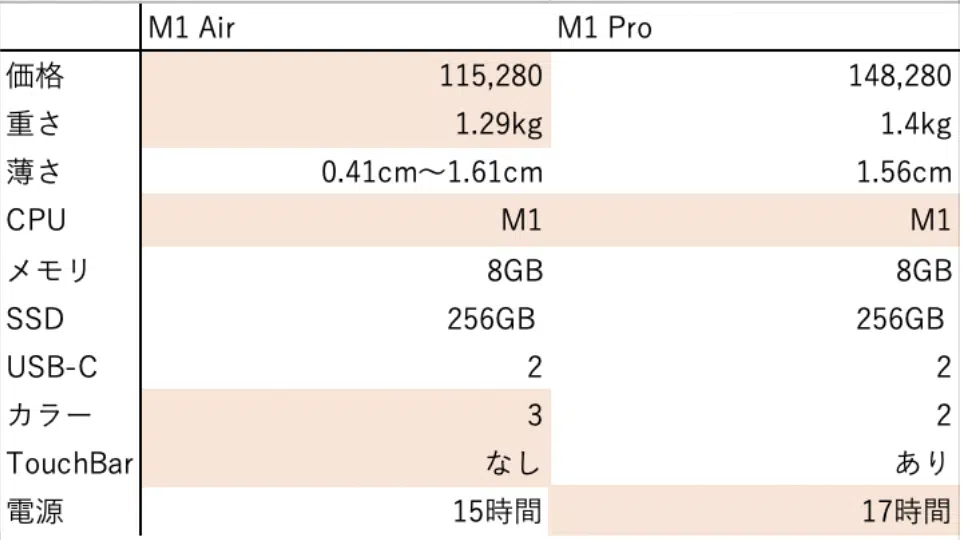 M1 Air M1 Pro
価格 115,280 148,280
重さ 1.29kg 1.4kg
薄さ 0.41cm〜1.61cm 1.56cm
CPU M1 M1
メモリ 8GB 8GB
SSD 256GB 256GB
USB-C 2 2
カラー 3 2
TouchBar なし あり
電源 15時間 17時間